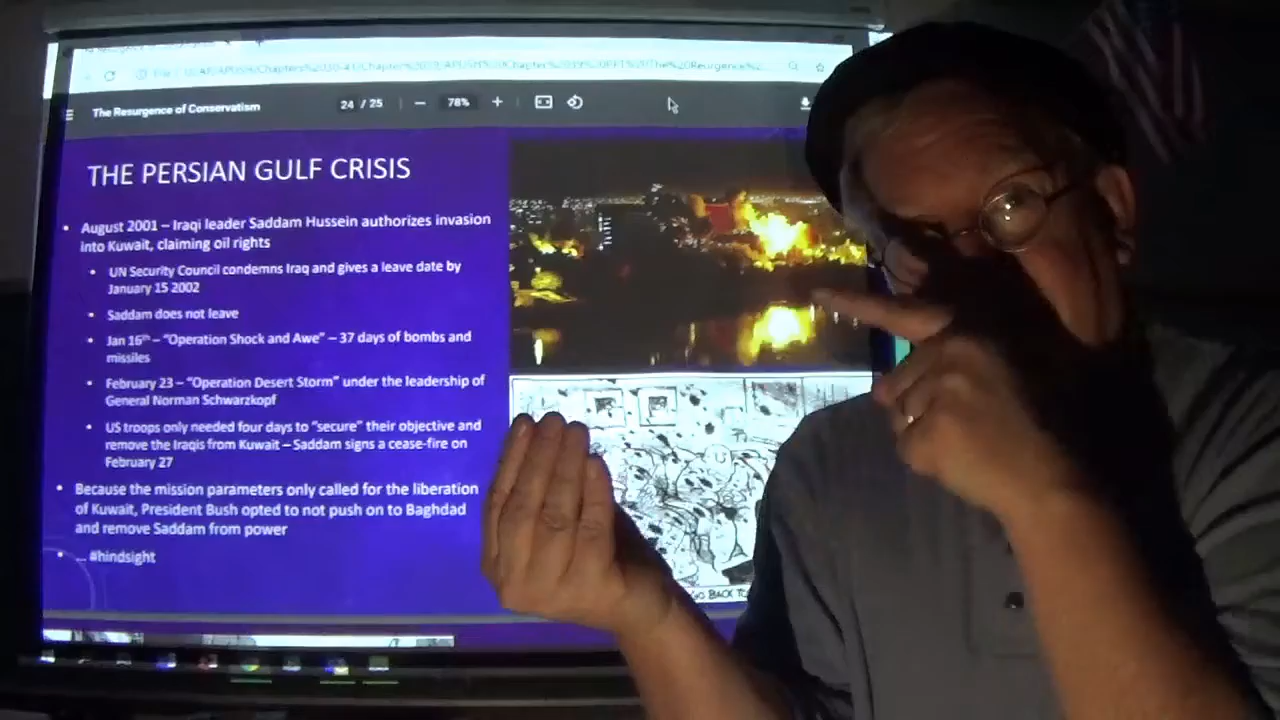 The Resurgence of Conservatism
24 / 25
78%
THE PERSIAN GULF CRISIS
August 2001 – Iraqi leader Saddam Hussein authorizes invasion
into Kuwait, claiming oil rights
UN Security Council condemns Iraq and gives a leave date by
January 15 2002
Saddam does not leave
Jan 16th – "Operation Shock and Awe" – 37 days of bombs and
missiles
February 23 – "Operation Desert Storm" under the leadership of
General Norman Schwarzkopf
US troops only needed four days to "secure" their objective and
remove the Iraqis from Kuwait – Saddam signs a cease-fire on
February 27
Because the mission parameters only called for the liberation
of Kuwait, President Bush opted to not push on to Baghdad
and remove Saddam from power
... #hindsight
GO BACK